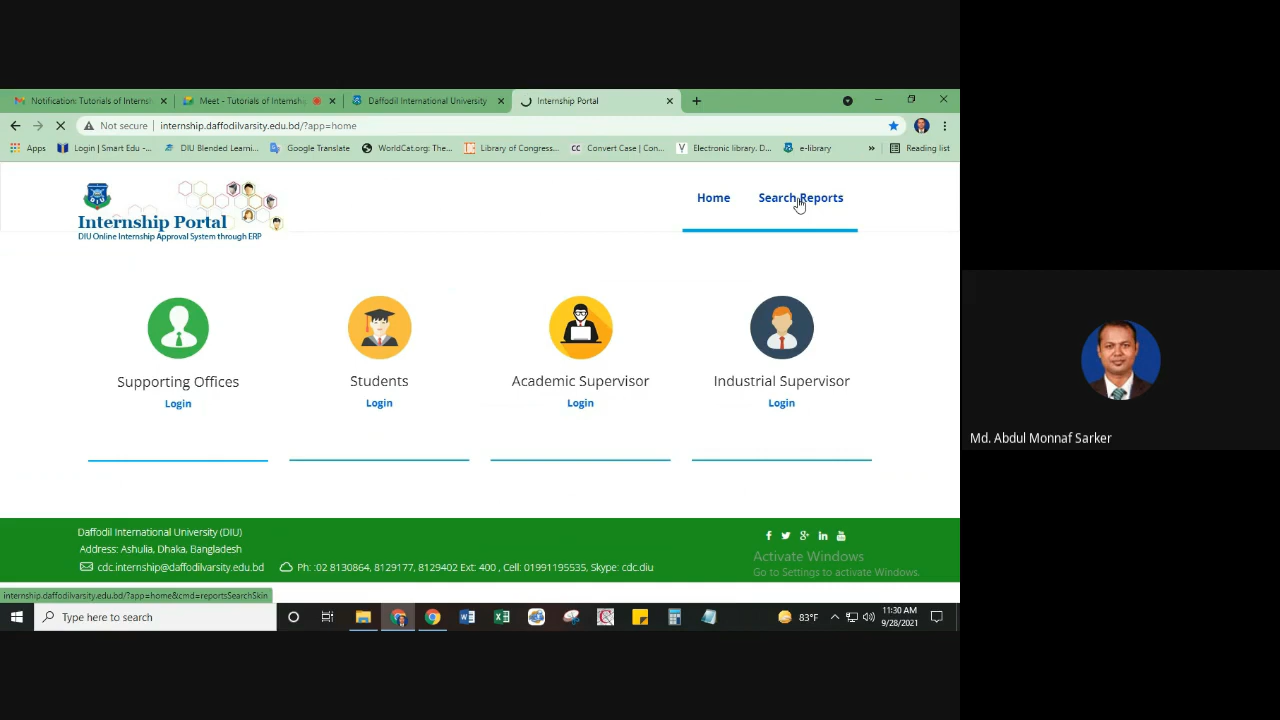 Notification: Tutorials of Internsh
Meet - Tutorials of Internship
Daffodil International University
Internship Portal
Not secure
internship.daffodilvarsity.edu.bd/?app=home
Apps
Login | Smart Edu -...
DIU Blended Learni...
Google Translate
WorldCat.org: The...
Library of Congress...
CC
Convert Case | Con...
Electronic library. D...
e-library
»
Reading list
Internship Portal
DIU Online Internship Approval System through ERP
Home
Search Reports
Supporting Offices
Students
Academic Supervisor
Industrial Supervisor
Login
Login
Login
Login
Md. Abdul Monnaf Sarker
Daffodil International University (DIU)
Address: Ashulia, Dhaka, Bangladesh
cdc.internship@daffodilvarsity.edu.bd
Ph: :02 8130864, 8129177, 8129402 Ext: 400 , Cell: 01991195535, Skype: cdc.diu
Activate Windows
Go to Settings to activate Windows.
internship.daffodilvarsity.edu.bd/?app=home&cmd=reportsSearchSkin
Type here to search
83°F
11:30 AM
9/28/2021